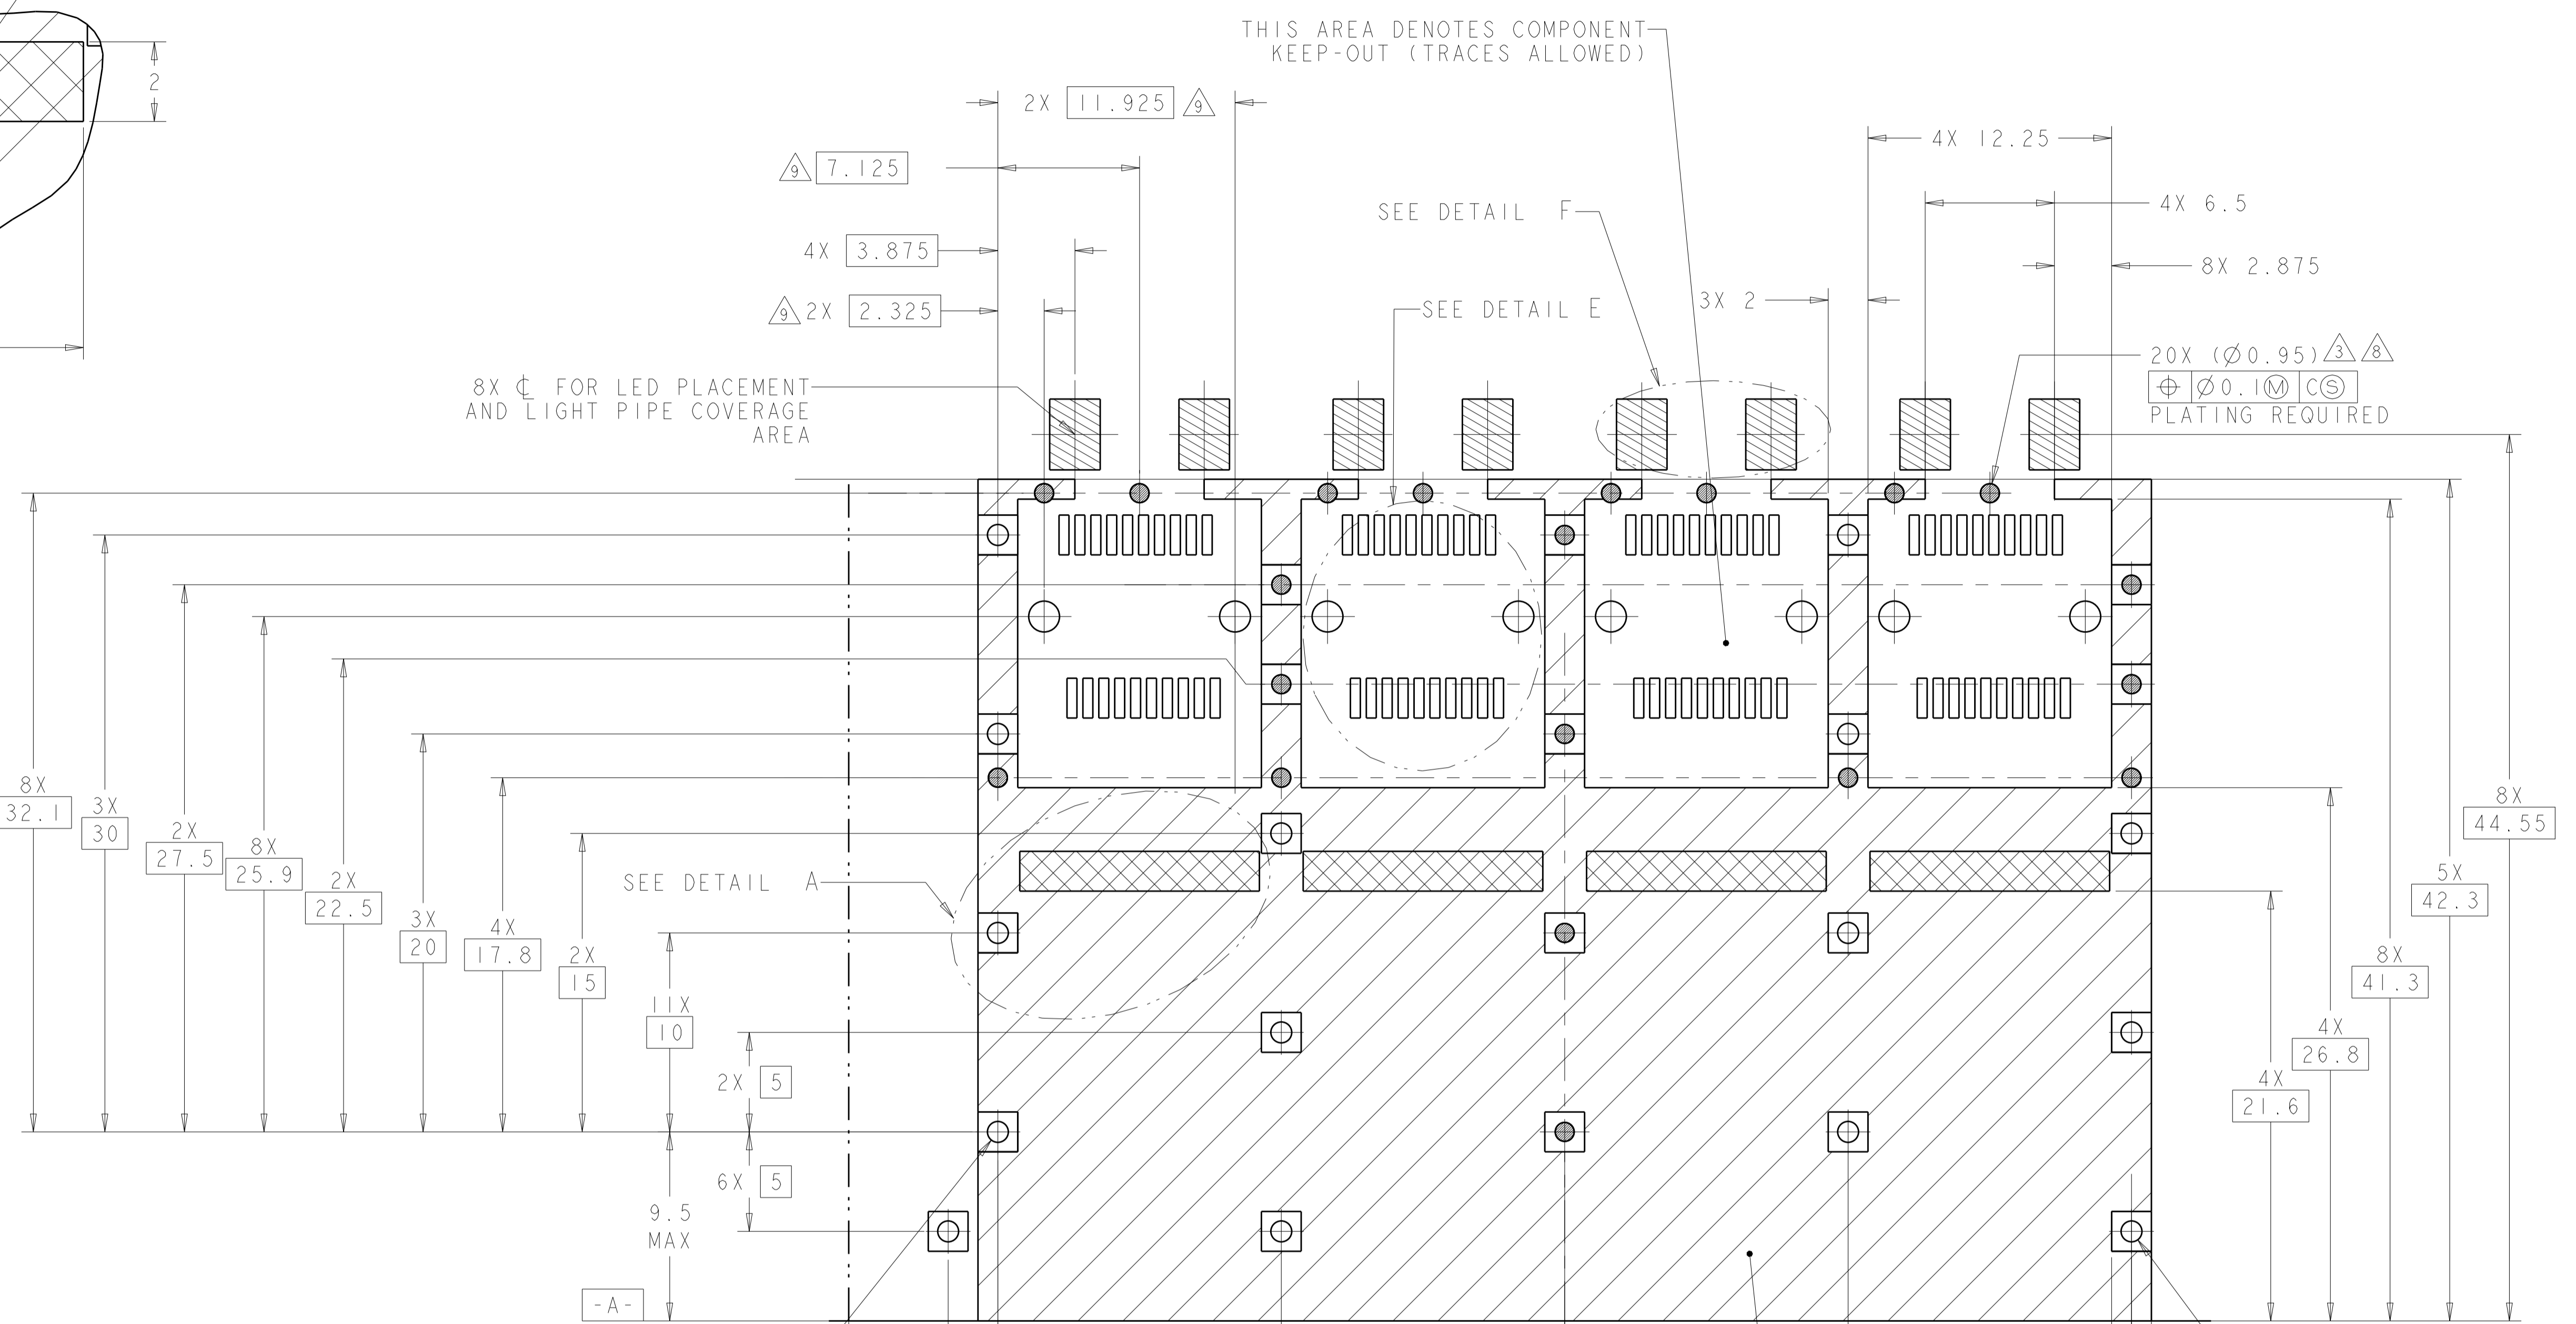 2
THIS AREA DENOTES COMPONENT
KEEP-OUT (TRACES ALLOWED)
2X 11.925 9
9 7.125
4X 12.25
SEE DETAIL F
4X 6.5
4X 3.875
8X 2.875
9 2X 2.325
SEE DETAIL E
3X 2
20X (Ø0.95) 3 8
⌖ Ø0.1Ⓜ CⓈ
PLATING REQUIRED
8X ℄ FOR LED PLACEMENT
AND LIGHT PIPE COVERAGE
AREA
8X
32.1
3X
30
2X
27.5
8X
25.9
2X
22.5
3X
20
4X
17.8
2X
15
SEE DETAIL A
11X
10
2X 5
6X 5
9.5
MAX
-A-
8X
44.55
5X
42.3
8X
41.3
4X
26.8
4X
21.6